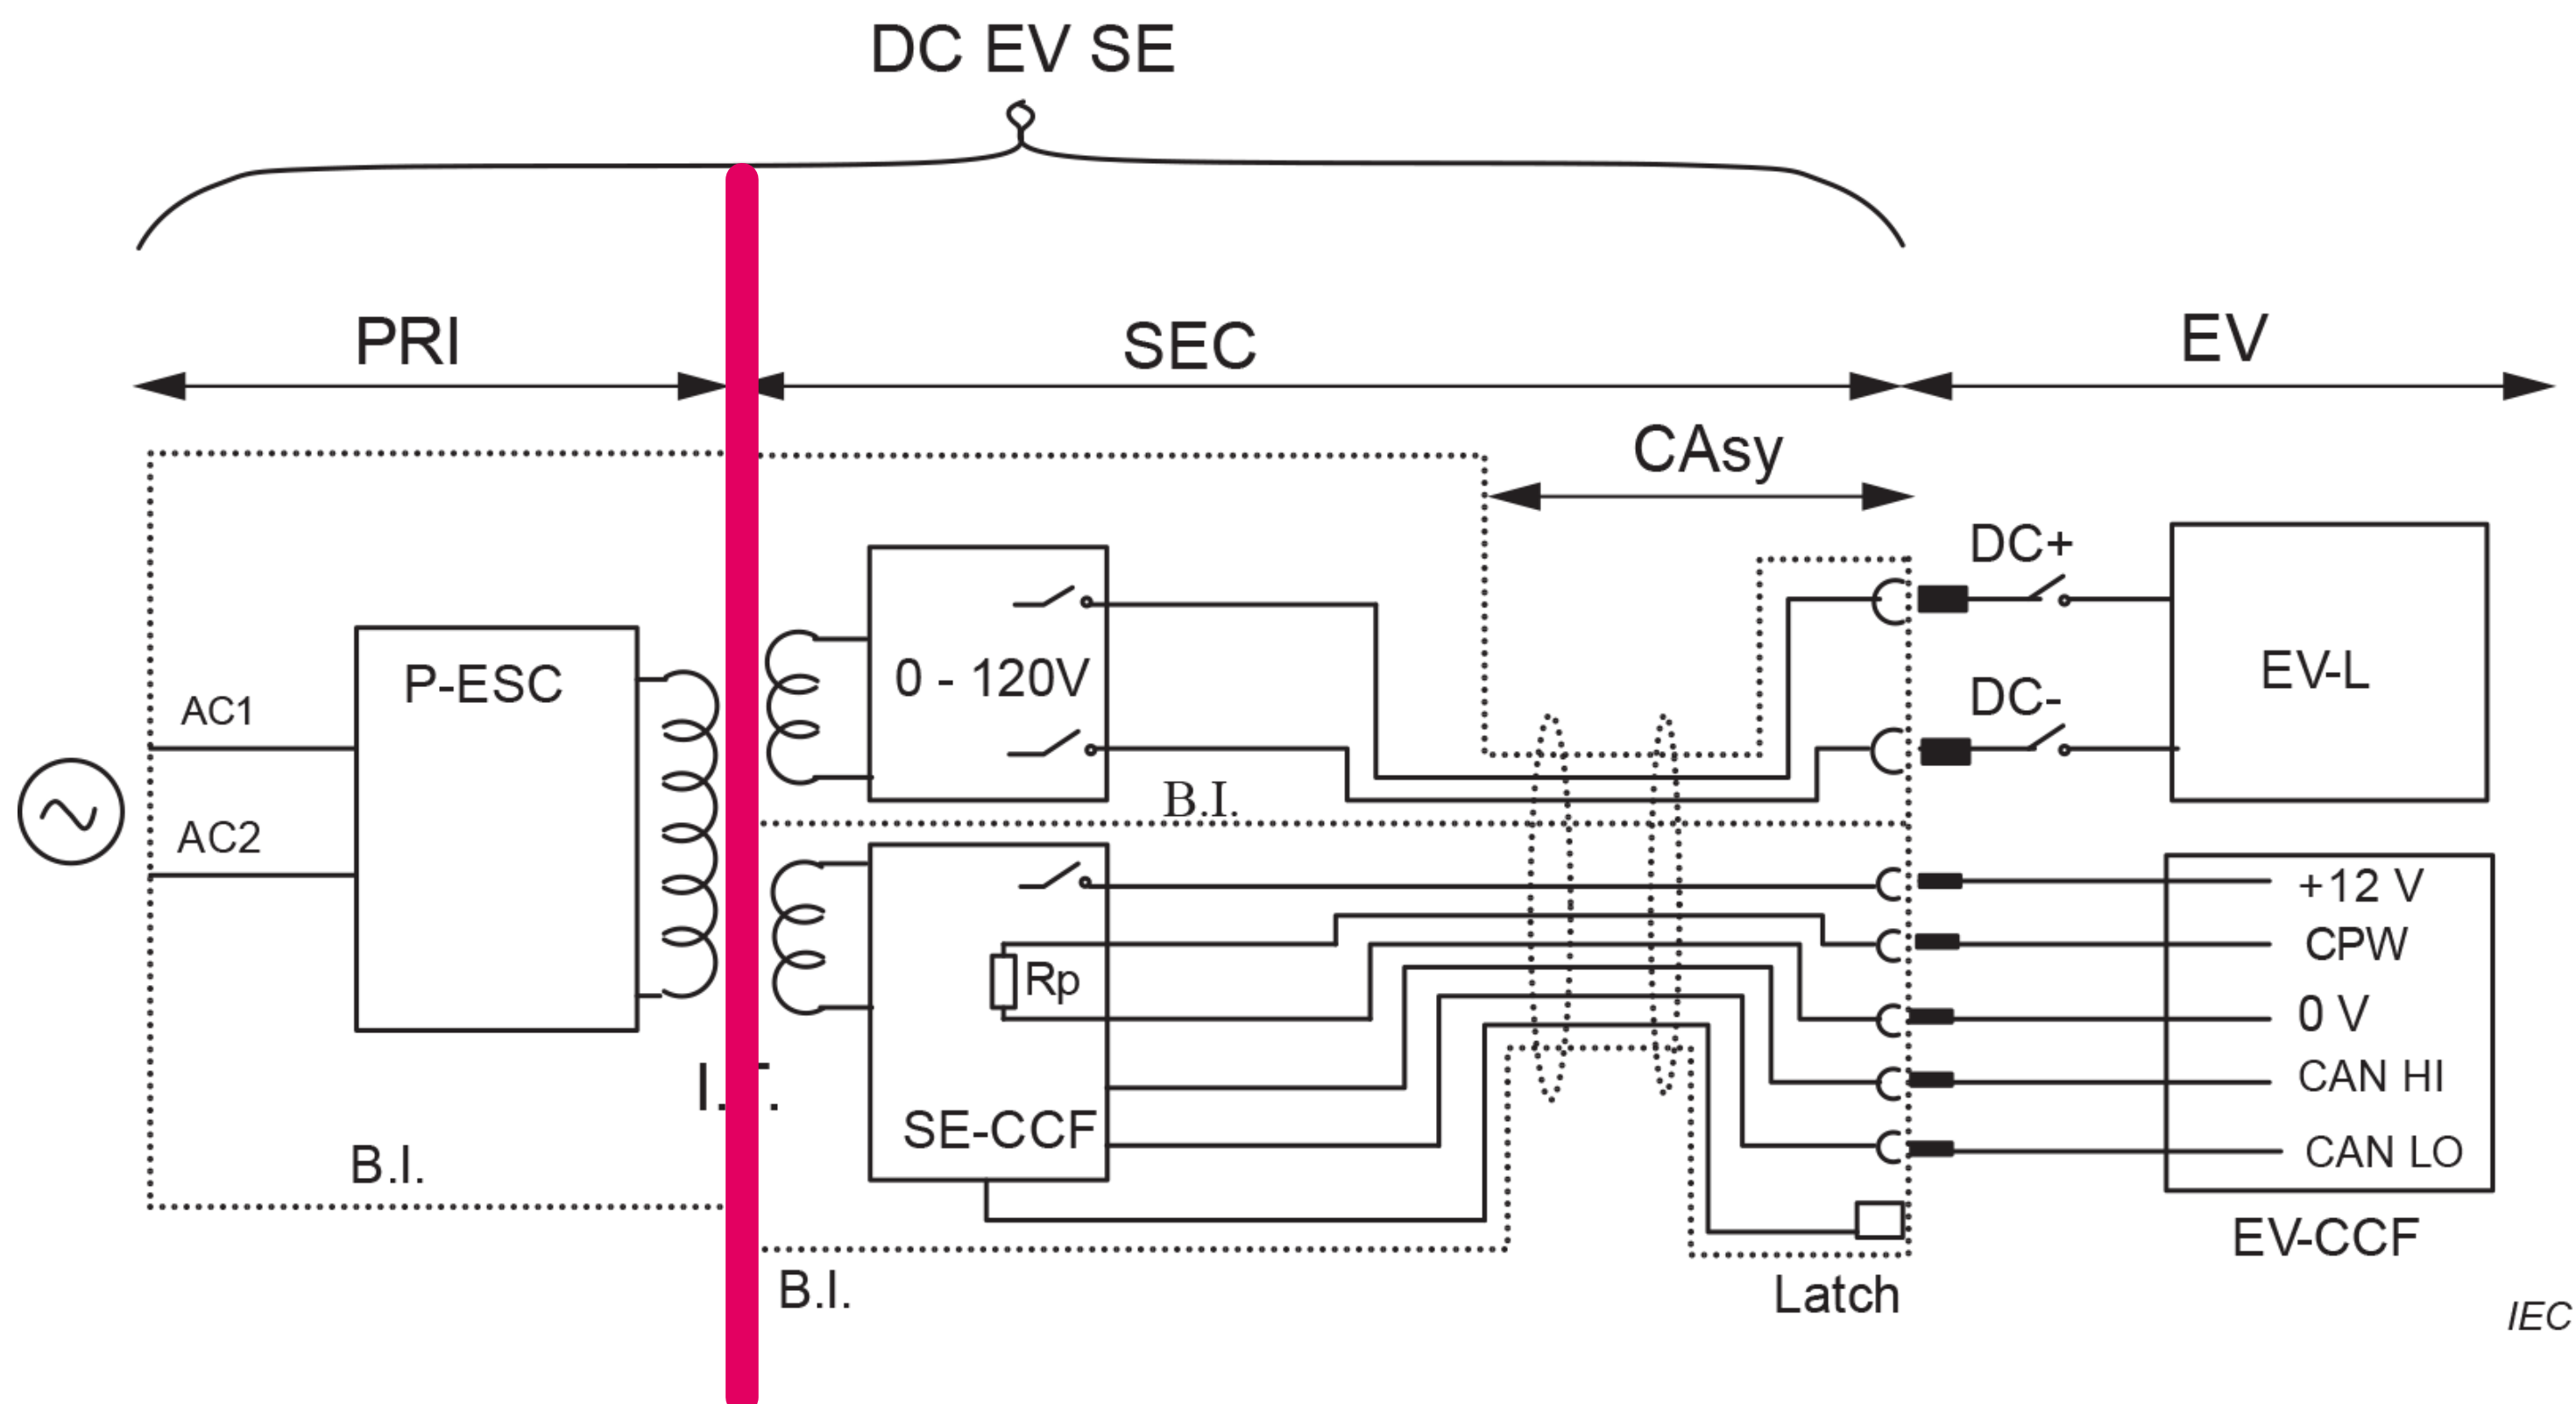 DC EV SE
PRI
SEC
EV
CAsy
DC+
P-ESC
0 - 120V
EV-L
AC1
DC-
AC2
B.I.
+12 V
CPW
Rp
0 V
CAN HI
SE-CCF
CAN LO
B.I.
EV-CCF
B.I.
Latch
IEC